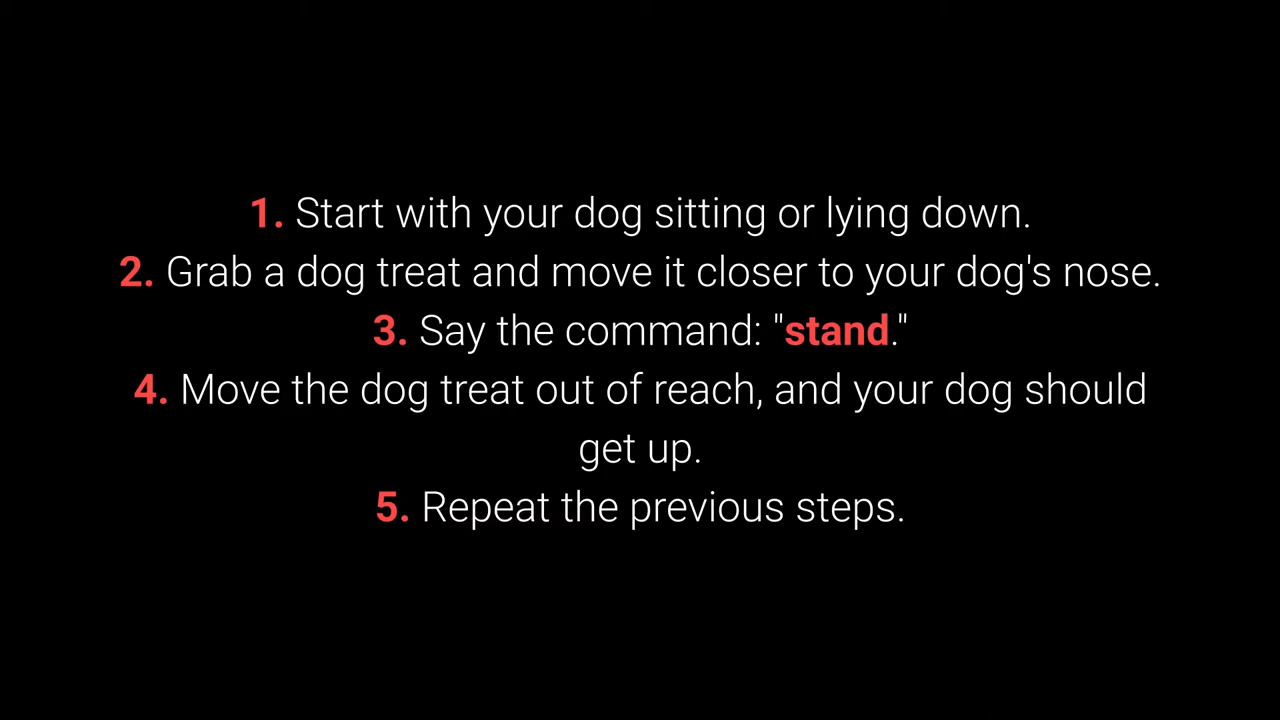 1. Start with your dog sitting or lying down.
2. Grab a dog treat and move it closer to your dog's nose.
3. Say the command: "stand."
4. Move the dog treat out of reach, and your dog should
get up.
5. Repeat the previous steps.